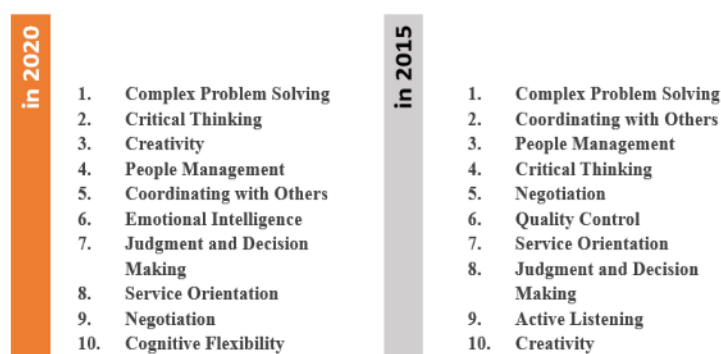 in 2020
1. Complex Problem Solving
2. Critical Thinking
3. Creativity
4. People Management
5. Coordinating with Others
6. Emotional Intelligence
7. Judgment and Decision
Making
8. Service Orientation
9. Negotiation
10. Cognitive Flexibility
in 2015
1. Complex Problem Solving
2. Coordinating with Others
3. People Management
4. Critical Thinking
5. Negotiation
6. Quality Control
7. Service Orientation
8. Judgment and Decision
Making
9. Active Listening
10. Creativity